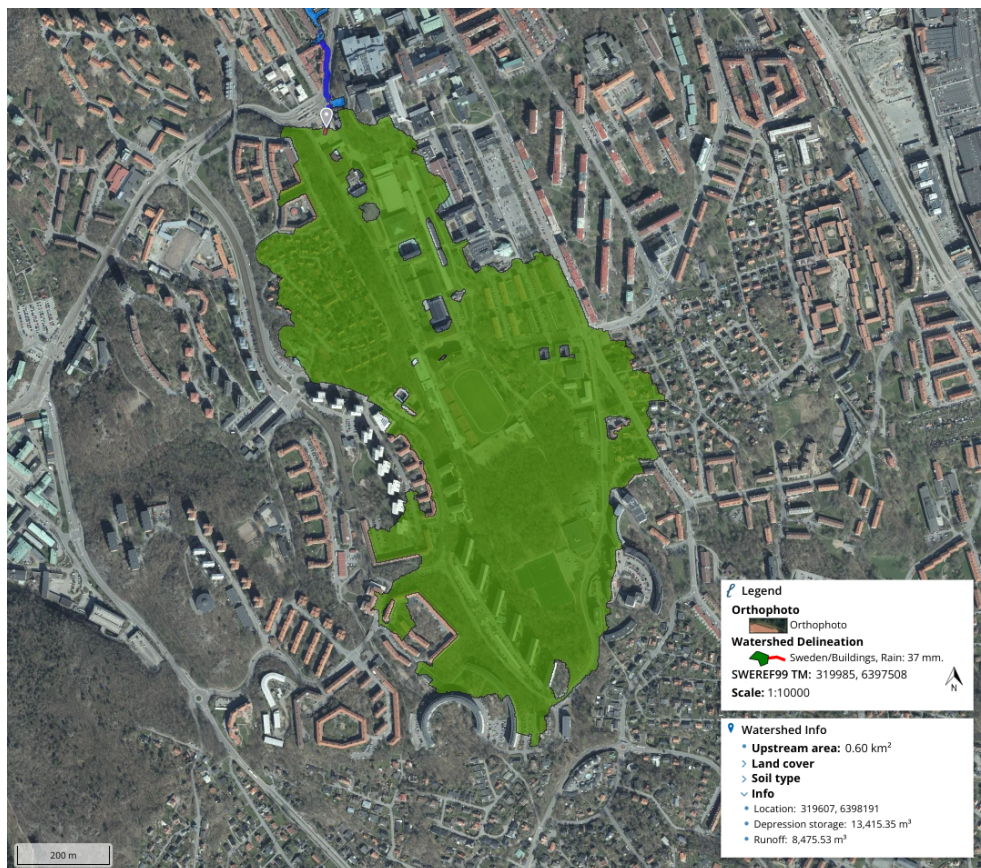 Legend
Orthophoto
Orthophoto
Watershed Delineation
Sweden/Buildings, Rain: 37 mm.
SWEREF99 TM: 319985, 6397508
Scale: 1:10000
N
Watershed Info
• Upstream area: 0.60 km²
> Land cover
> Soil type
Info
• Location: 319607, 6398191
• Depression storage: 13,415.35 m³
• Runoff: 8,475.53 m³
200 m